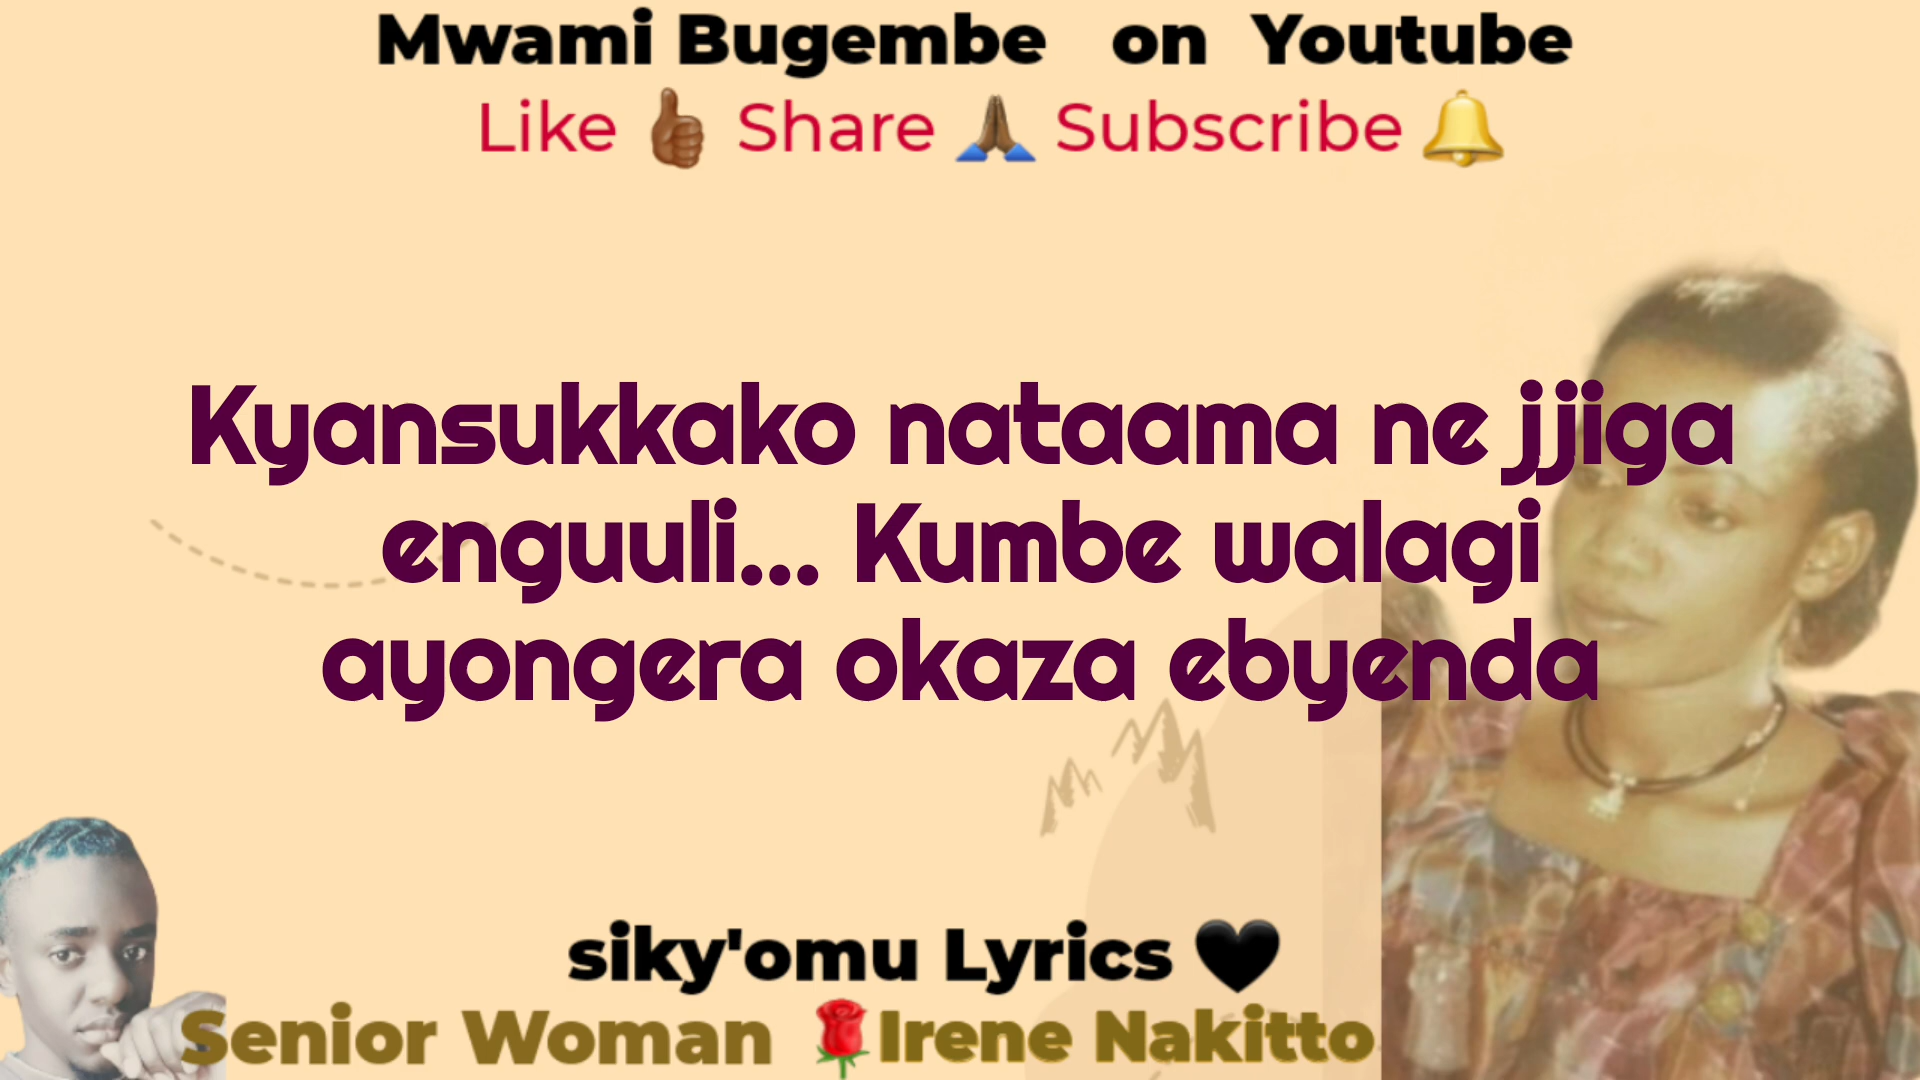 Mwami Bugembe on Youtube
Like 👍🏾 Share 🙏🏾 Subscribe 🔔
Kyansukkako nataama ne jjiga
enguuli... Kumbe walagi
ayongera okaza ebyenda
siky'omu Lyrics 🖤
Senior Woman 🌹Irene Nakitto